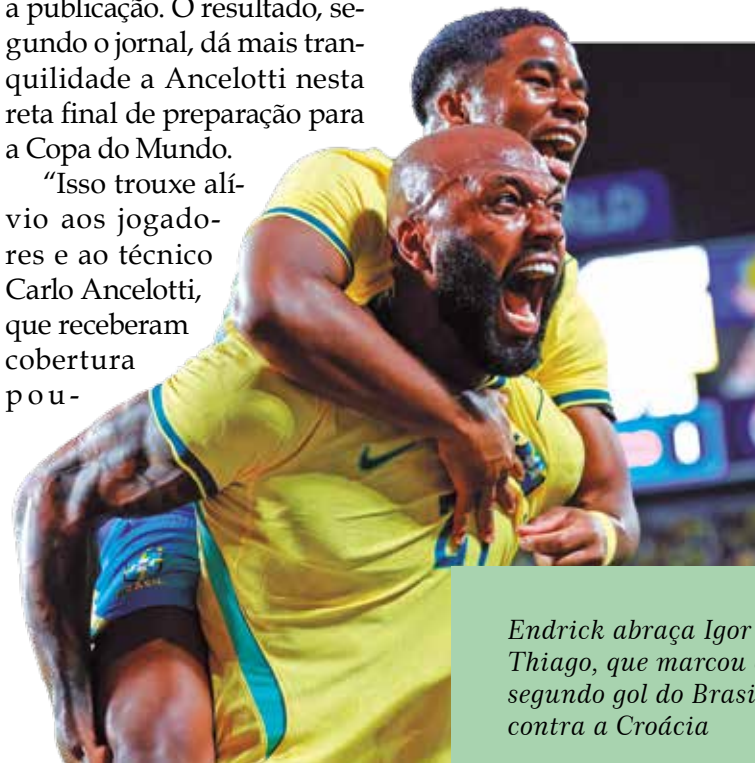 a publicação. O resultado, se-
gundo o jornal, dá mais tran-
quilidade a Ancelotti nesta
reta final de preparação para
a Copa do Mundo.
“Isso trouxe alí-
vio aos jogado-
res e ao técnico
Carlo Ancelotti,
que receberam
cobertura
pou-
BRASIL
Endrick abraça Igor
Thiago, que marcou
segundo gol do Brasi
contra a Croácia